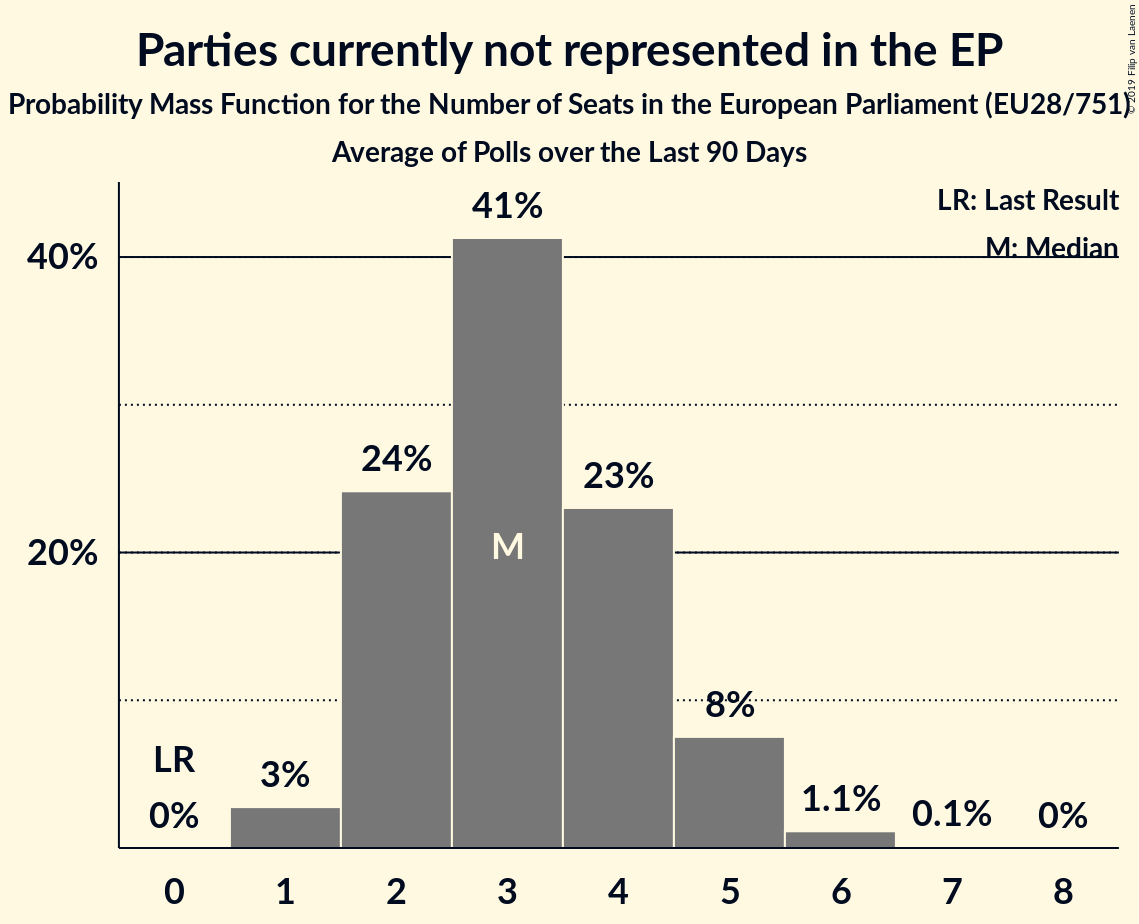 Parties currently not represented in the EP
Probability Mass Function for the Number of Seats in the European Parliament (EU28/751)
Average of Polls over the Last 90 Days
© 2019 Filip van Laenen
LR: Last Result
M: Median
40%
20%
LR
0%
3%
24%
41%
M
23%
8%
1.1%
0.1%
0%
0 1 2 3 4 5 6 7 8